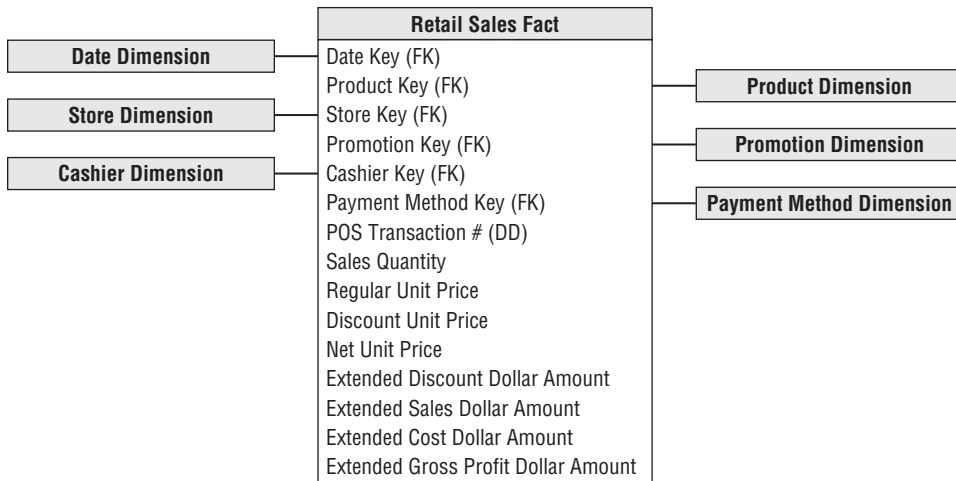 Retail Sales Fact
Date Dimension
Store Dimension
Cashier Dimension
Date Key (FK)
Product Key (FK)
Store Key (FK)
Promotion Key (FK)
Cashier Key (FK)
Payment Method Key (FK)
POS Transaction # (DD)
Sales Quantity
Regular Unit Price
Discount Unit Price
Net Unit Price
Extended Discount Dollar Amount
Extended Sales Dollar Amount
Extended Cost Dollar Amount
Extended Gross Profit Dollar Amount
Product Dimension
Promotion Dimension
Payment Method Dimension